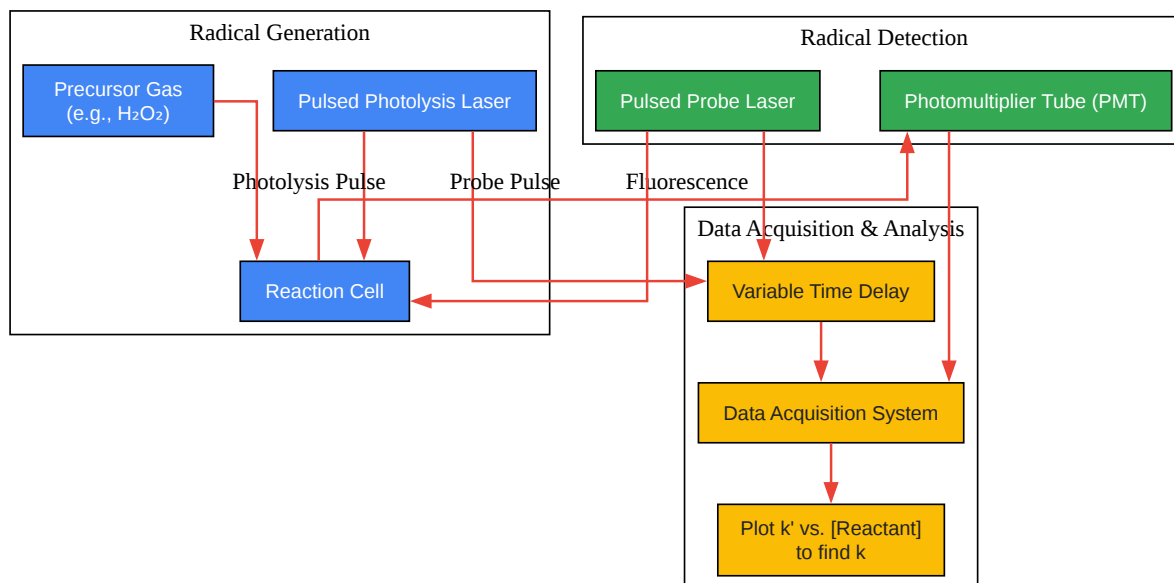 Radical Generation
Precursor Gas
(e.g., H₂O₂)
Pulsed Photolysis Laser
Radical Detection
Pulsed Probe Laser
Photomultiplier Tube (PMT)
Photolysis Pulse
Probe Pulse
Fluorescence
Reaction Cell
Data Acquisition & Analysis
Variable Time Delay
Data Acquisition System
Plot k' vs. [Reactant]
to find k